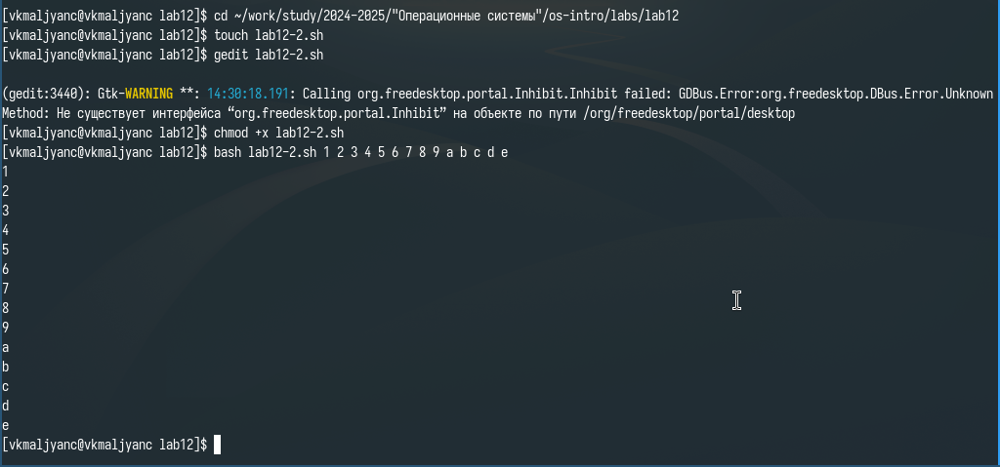 [vkmaljyanc@vkmaljyanc lab12]$ cd ~/work/study/2024-2025/"Операционные системы"/os-intro/labs/lab12
[vkmaljyanc@vkmaljyanc lab12]$ touch lab12-2.sh
[vkmaljyanc@vkmaljyanc lab12]$ gedit lab12-2.sh
(gedit:3440): Gtk-WARNING **: 14:30:18.191: Calling org.freedesktop.portal.Inhibit.Inhibit failed: GDBus.Error:org.freedesktop.DBus.Error.Unknown
Method: Не существует интерфейса “org.freedesktop.portal.Inhibit” на объекте по пути /org/freedesktop/portal/desktop
[vkmaljyanc@vkmaljyanc lab12]$ chmod +x lab12-2.sh
[vkmaljyanc@vkmaljyanc lab12]$ bash lab12-2.sh 1 2 3 4 5 6 7 8 9 a b c d e
1
2
3
4
5
6
7
8
9
a
b
c
d
e
[vkmaljyanc@vkmaljyanc lab12]$